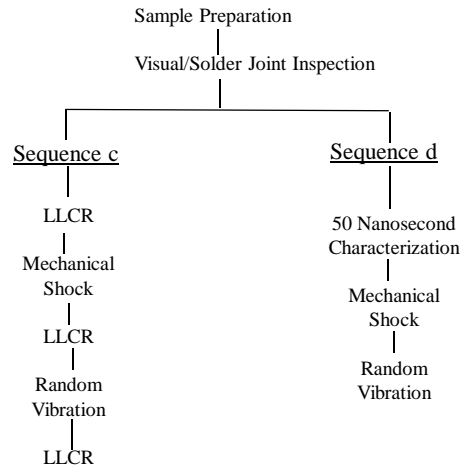 Sample Preparation
Visual/Solder Joint Inspection
Sequence c
LLCR
Mechanical
Shock
LLCR
Random
Vibration
LLCR
Sequence d
50 Nanosecond
Characterization
Mechanical
Shock
Random
Vibration